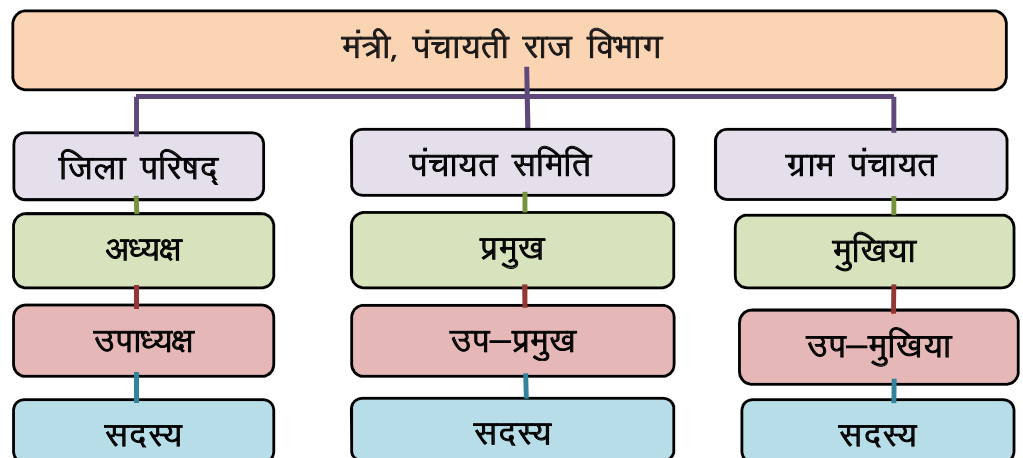 मंत्री, पंचायती राज विभाग
जिला परिषद् पंचायत समिति ग्राम पंचायत
अध्यक्ष प्रमुख मुखिया
उपाध्यक्ष उप–प्रमुख उप–मुखिया
सदस्य सदस्य सदस्य